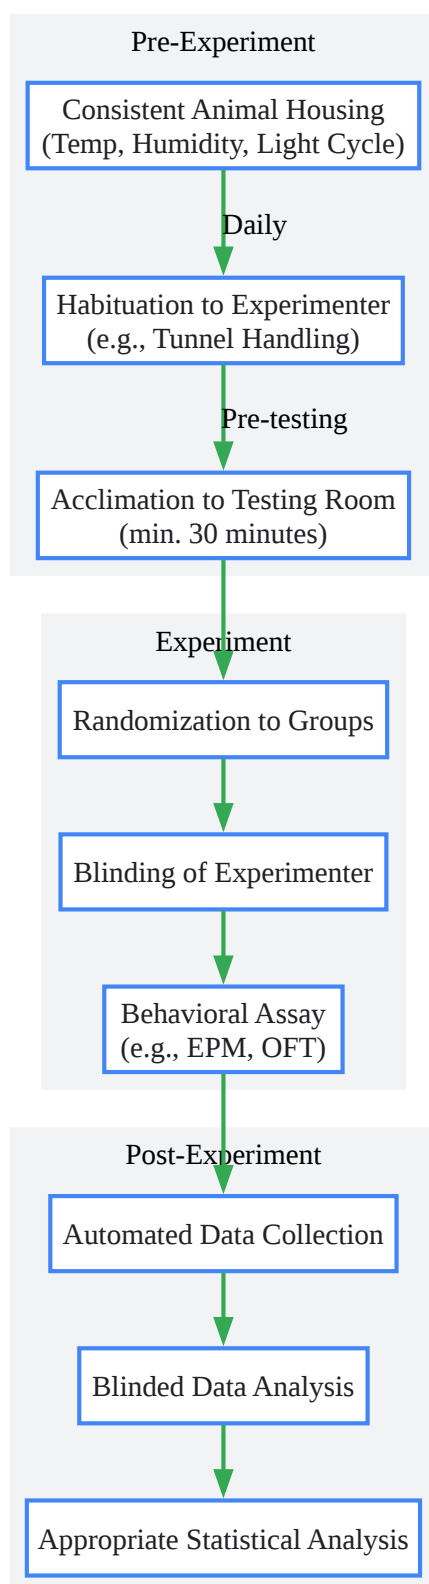 Pre-Experiment
Consistent Animal Housing
(Temp, Humidity, Light Cycle)
Daily
Habituation to Experimenter
(e.g., Tunnel Handling)
Pre-testing
Acclimation to Testing Room
(min. 30 minutes)
Experiment
Randomization to Groups
Blinding of Experimenter
Behavioral Assay
(e.g., EPM, OFT)
Post-Experiment
Automated Data Collection
Blinded Data Analysis
Appropriate Statistical Analysis